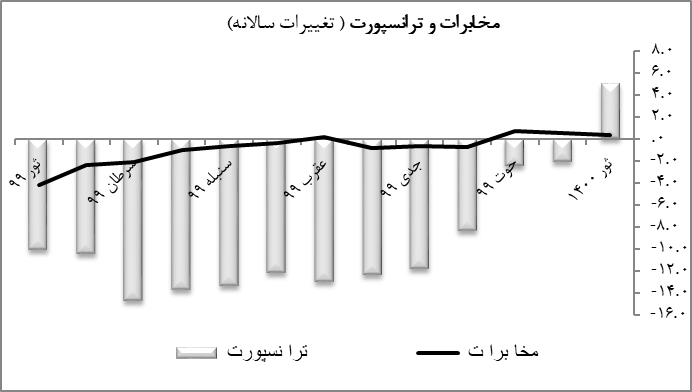 مخابرات و ترانسپورت ( تغییرات سالانه)
۸.۰
۶.۰
۴.۰
۲.۰
.۰
-۲.۰
-۴.۰
-۶.۰
-۸.۰
-۱۰.۰
-۱۲.۰
-۱۴.۰
-۱۶.۰
ثور ۹۹
سرطان ۹۹
سنبله ۹۹
عقرب ۹۹
جدی ۹۹
حوت ۹۹
ثور ۱۴۰۰
مخابرات
ترانسپورت